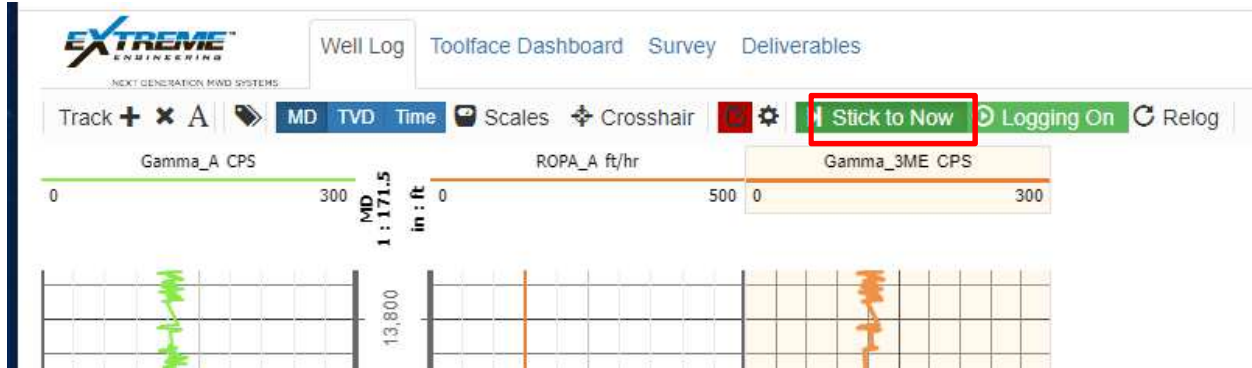 EXTREME
ENGINEERING
NEXT GENERATION MWD SYSTEMS
Well Log Toolface Dashboard Survey Deliverables
Track A MD TVD Time Scales Crosshair Stick to Now Logging On Relog
Gamma_A CPS
0 300
MD
1 : 171.5
in : ft
ROPA_A ft/hr
0 500
Gamma_3ME CPS
0 300
13,800